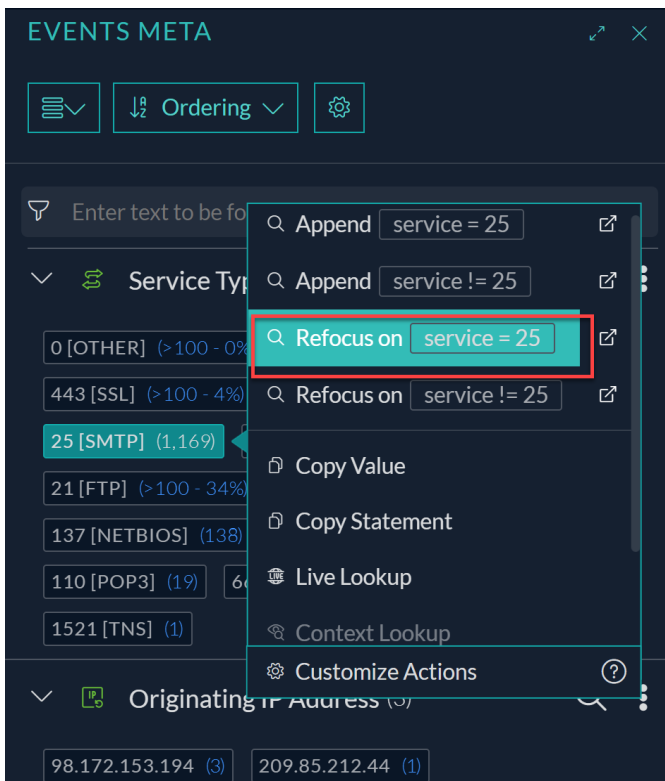 EVENTS META
Ordering
Enter text to be fo
Append service = 25
Service Typ
Append service != 25
0 [OTHER] (>100 - 0%
Refocus on service = 25
443 [SSL] (>100 - 4%)
Refocus on service != 25
25 [SMTP] (1,169)
Copy Value
21 [FTP] (>100 - 34%)
Copy Statement
137 [NETBIOS] (138)
Live Lookup
110 [POP3] (19)
1521 [TNS] (1)
Context Lookup
Customize Actions
Originating IP Address (3)
98.172.153.194 (3) 209.85.212.44 (1)